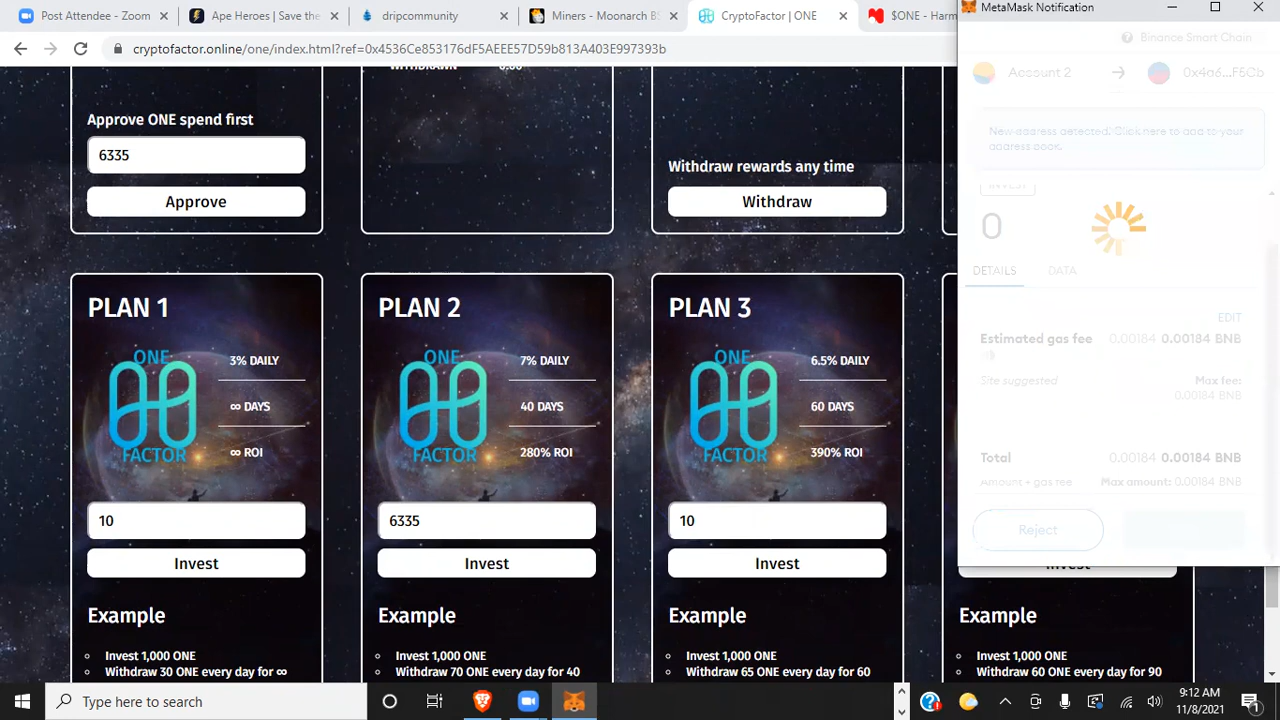 Post Attendee - Zoom
Ape Heroes | Save the
dripcommunity
Miners - Moonarch BS
CryptoFactor | ONE
$ONE - Harm
MetaMask Notification
cryptofactor.online/one/index.html?ref=0x4536Ce853176dF5AEEE57D59b813A403E997393b
Binance Smart Chain
Account 2
0x4a6...F5Cb
New address detected! Click here to add to your
address book.
INVEST
0
DETAILS
DATA
EDIT
Estimated gas fee
0.00184 0.00184 BNB
Site suggested
Max fee:
0.00184 BNB
Total
0.00184 0.00184 BNB
Amount + gas fee
Max amount: 0.00184 BNB
Reject
WITHDRAWN
0.00
Approve ONE spend first
6335
Approve
Withdraw rewards any time
Withdraw
PLAN 1
ONE
FACTOR
3% DAILY
∞ DAYS
∞ ROI
10
Invest
Example
Invest 1,000 ONE
Withdraw 30 ONE every day for ∞
PLAN 2
ONE
FACTOR
7% DAILY
40 DAYS
280% ROI
6335
Invest
Example
Invest 1,000 ONE
Withdraw 70 ONE every day for 40
PLAN 3
ONE
FACTOR
6.5% DAILY
60 DAYS
390% ROI
10
Invest
Example
Invest 1,000 ONE
Withdraw 65 ONE every day for 60
Invest
Example
Invest 1,000 ONE
Withdraw 60 ONE every day for 90
Type here to search
9:12 AM
11/8/2021
1